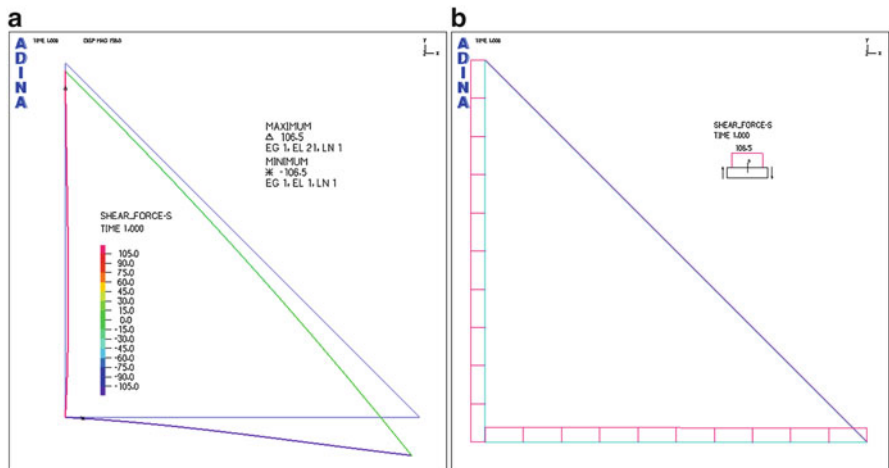 a
ADINA
TIME 1.000
DISP MAG 759.5
Y
X
MAXIMUM
106.5
EG 1, EL 21, LN 1
MINIMUM
-106.5
EG 1, EL 1, LN 1
SHEAR_FORCE-S
TIME 1.000
105.0
90.0
75.0
60.0
45.0
30.0
15.0
0.0
-15.0
-30.0
-45.0
-60.0
-75.0
-90.0
-105.0
b
ADINA
TIME 1.000
Y
X
SHEAR_FORCE-S
TIME 1.000
106.5